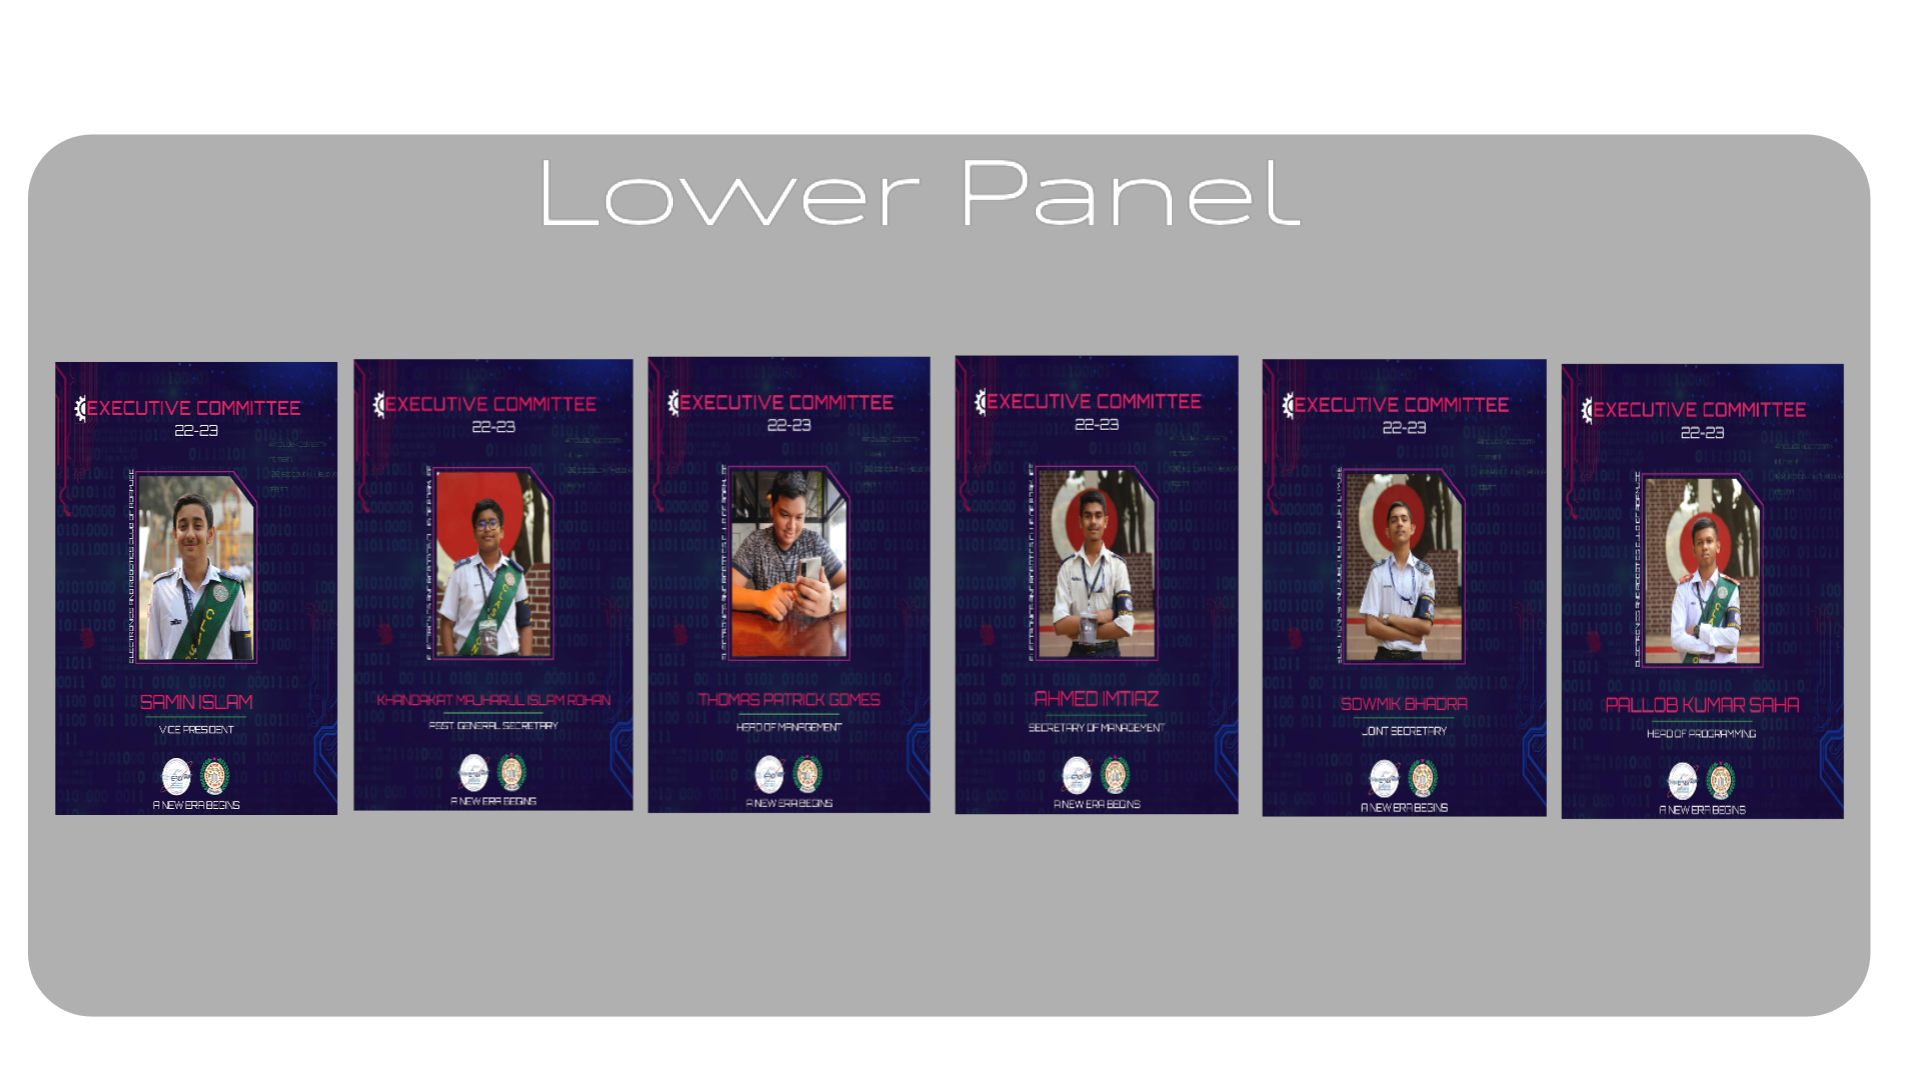 Lower Panel
EXECUTIVE COMMITTEE
22-23
SAMIN ISLAM
VICE PRESIDENT
A NEW ERA BEGINS
EXECUTIVE COMMITTEE
22-23
KHANDAKAT MAJHARUL ISLAM ROHAN
ASST. GENERAL SECRETARY
A NEW ERA BEGINS
EXECUTIVE COMMITTEE
22-23
THOMAS PATRICK GOMES
HEAD OF MANAGEMENT
A NEW ERA BEGINS
EXECUTIVE COMMITTEE
22-23
AHMED IMTIAZ
SECRETARY OF MANAGEMENT
A NEW ERA BEGINS
EXECUTIVE COMMITTEE
22-23
SOWMIK BHADRA
JOINT SECRETARY
A NEW ERA BEGINS
EXECUTIVE COMMITTEE
22-23
PALLOB KUMAR SAHA
HEAD OF PROGRAMMING
A NEW ERA BEGINS